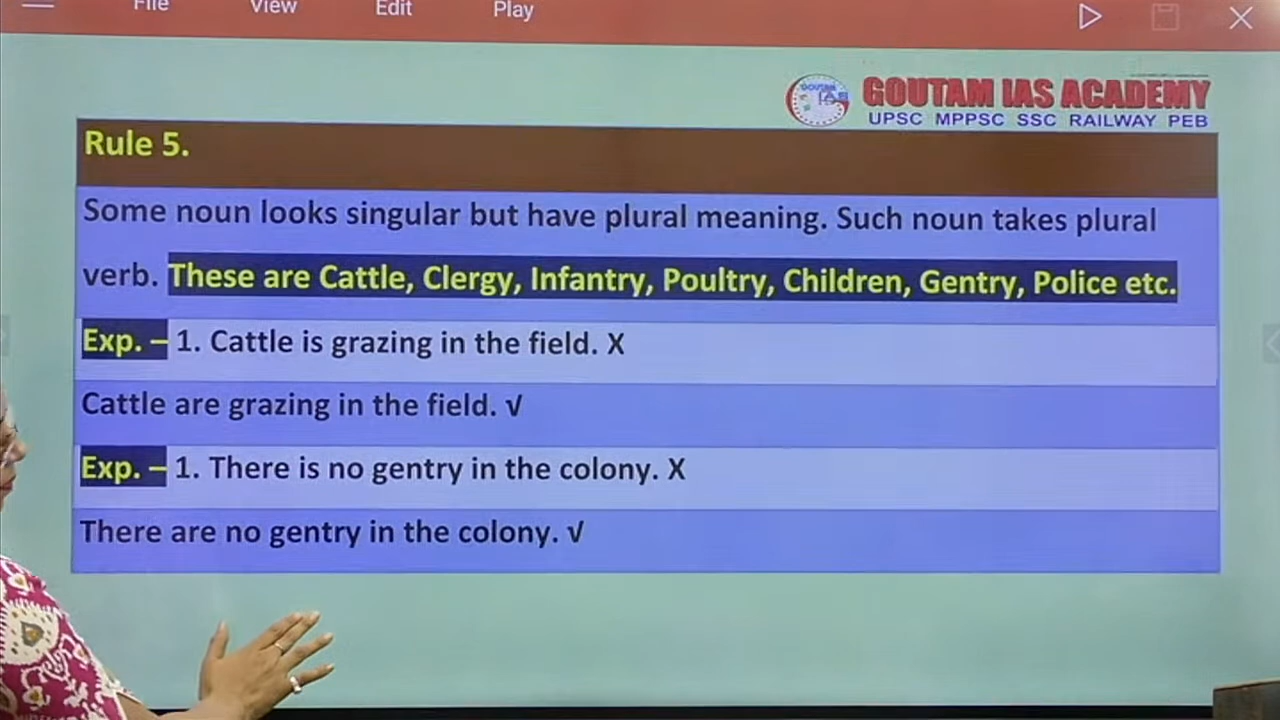 File View Edit Play
GOUTAM IAS ACADEMY
UPSC MPPSC SSC RAILWAY PEB
Rule 5.
Some noun looks singular but have plural meaning. Such noun takes plural
verb. These are Cattle, Clergy, Infantry, Poultry, Children, Gentry, Police etc.
Exp. – 1. Cattle is grazing in the field. X
Cattle are grazing in the field. √
Exp. – 1. There is no gentry in the colony. X
There are no gentry in the colony. √